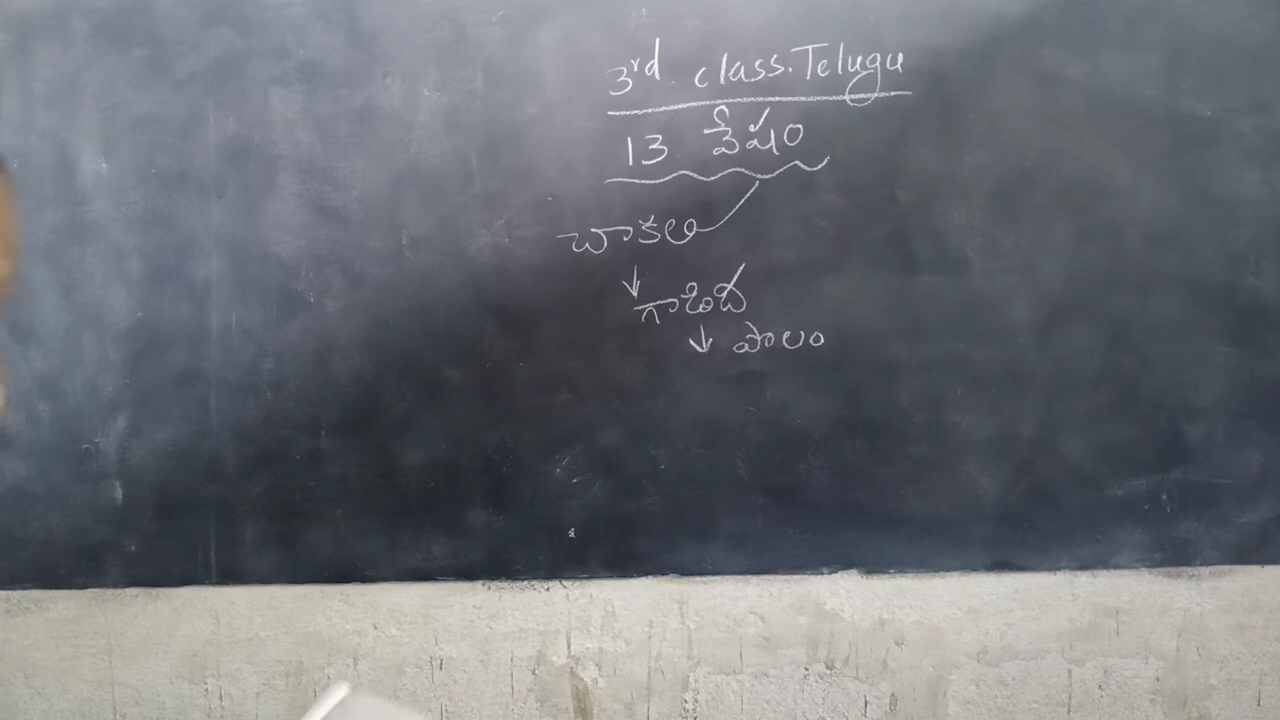 3rd. class. Telugu
13 వేషం
చాకలి
↓ గాడిద
↓ పొలం